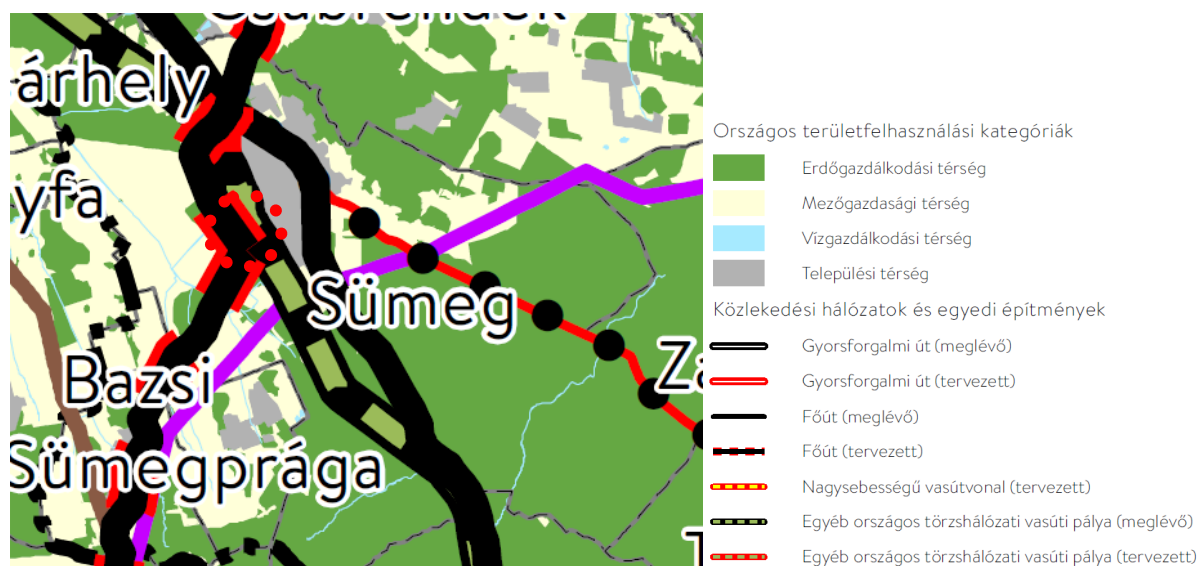 Csabrendek
árhely
yfa
Sümeg
Bazsi
Za
Sümegprága
T
Országos területfelhasználási kategóriák
Erdőgazdálkodási térség
Mezőgazdasági térség
Vízgazdálkodási térség
Települési térség
Közlekedési hálózatok és egyedi építmények
Gyorsforgalmi út (meglévő)
Gyorsforgalmi út (tervezett)
Főút (meglévő)
Főút (tervezett)
Nagysebességű vasútvonal (tervezett)
Egyéb országos törzshálózati vasúti pálya (meglévő)
Egyéb országos törzshálózati vasúti pálya (tervezett)